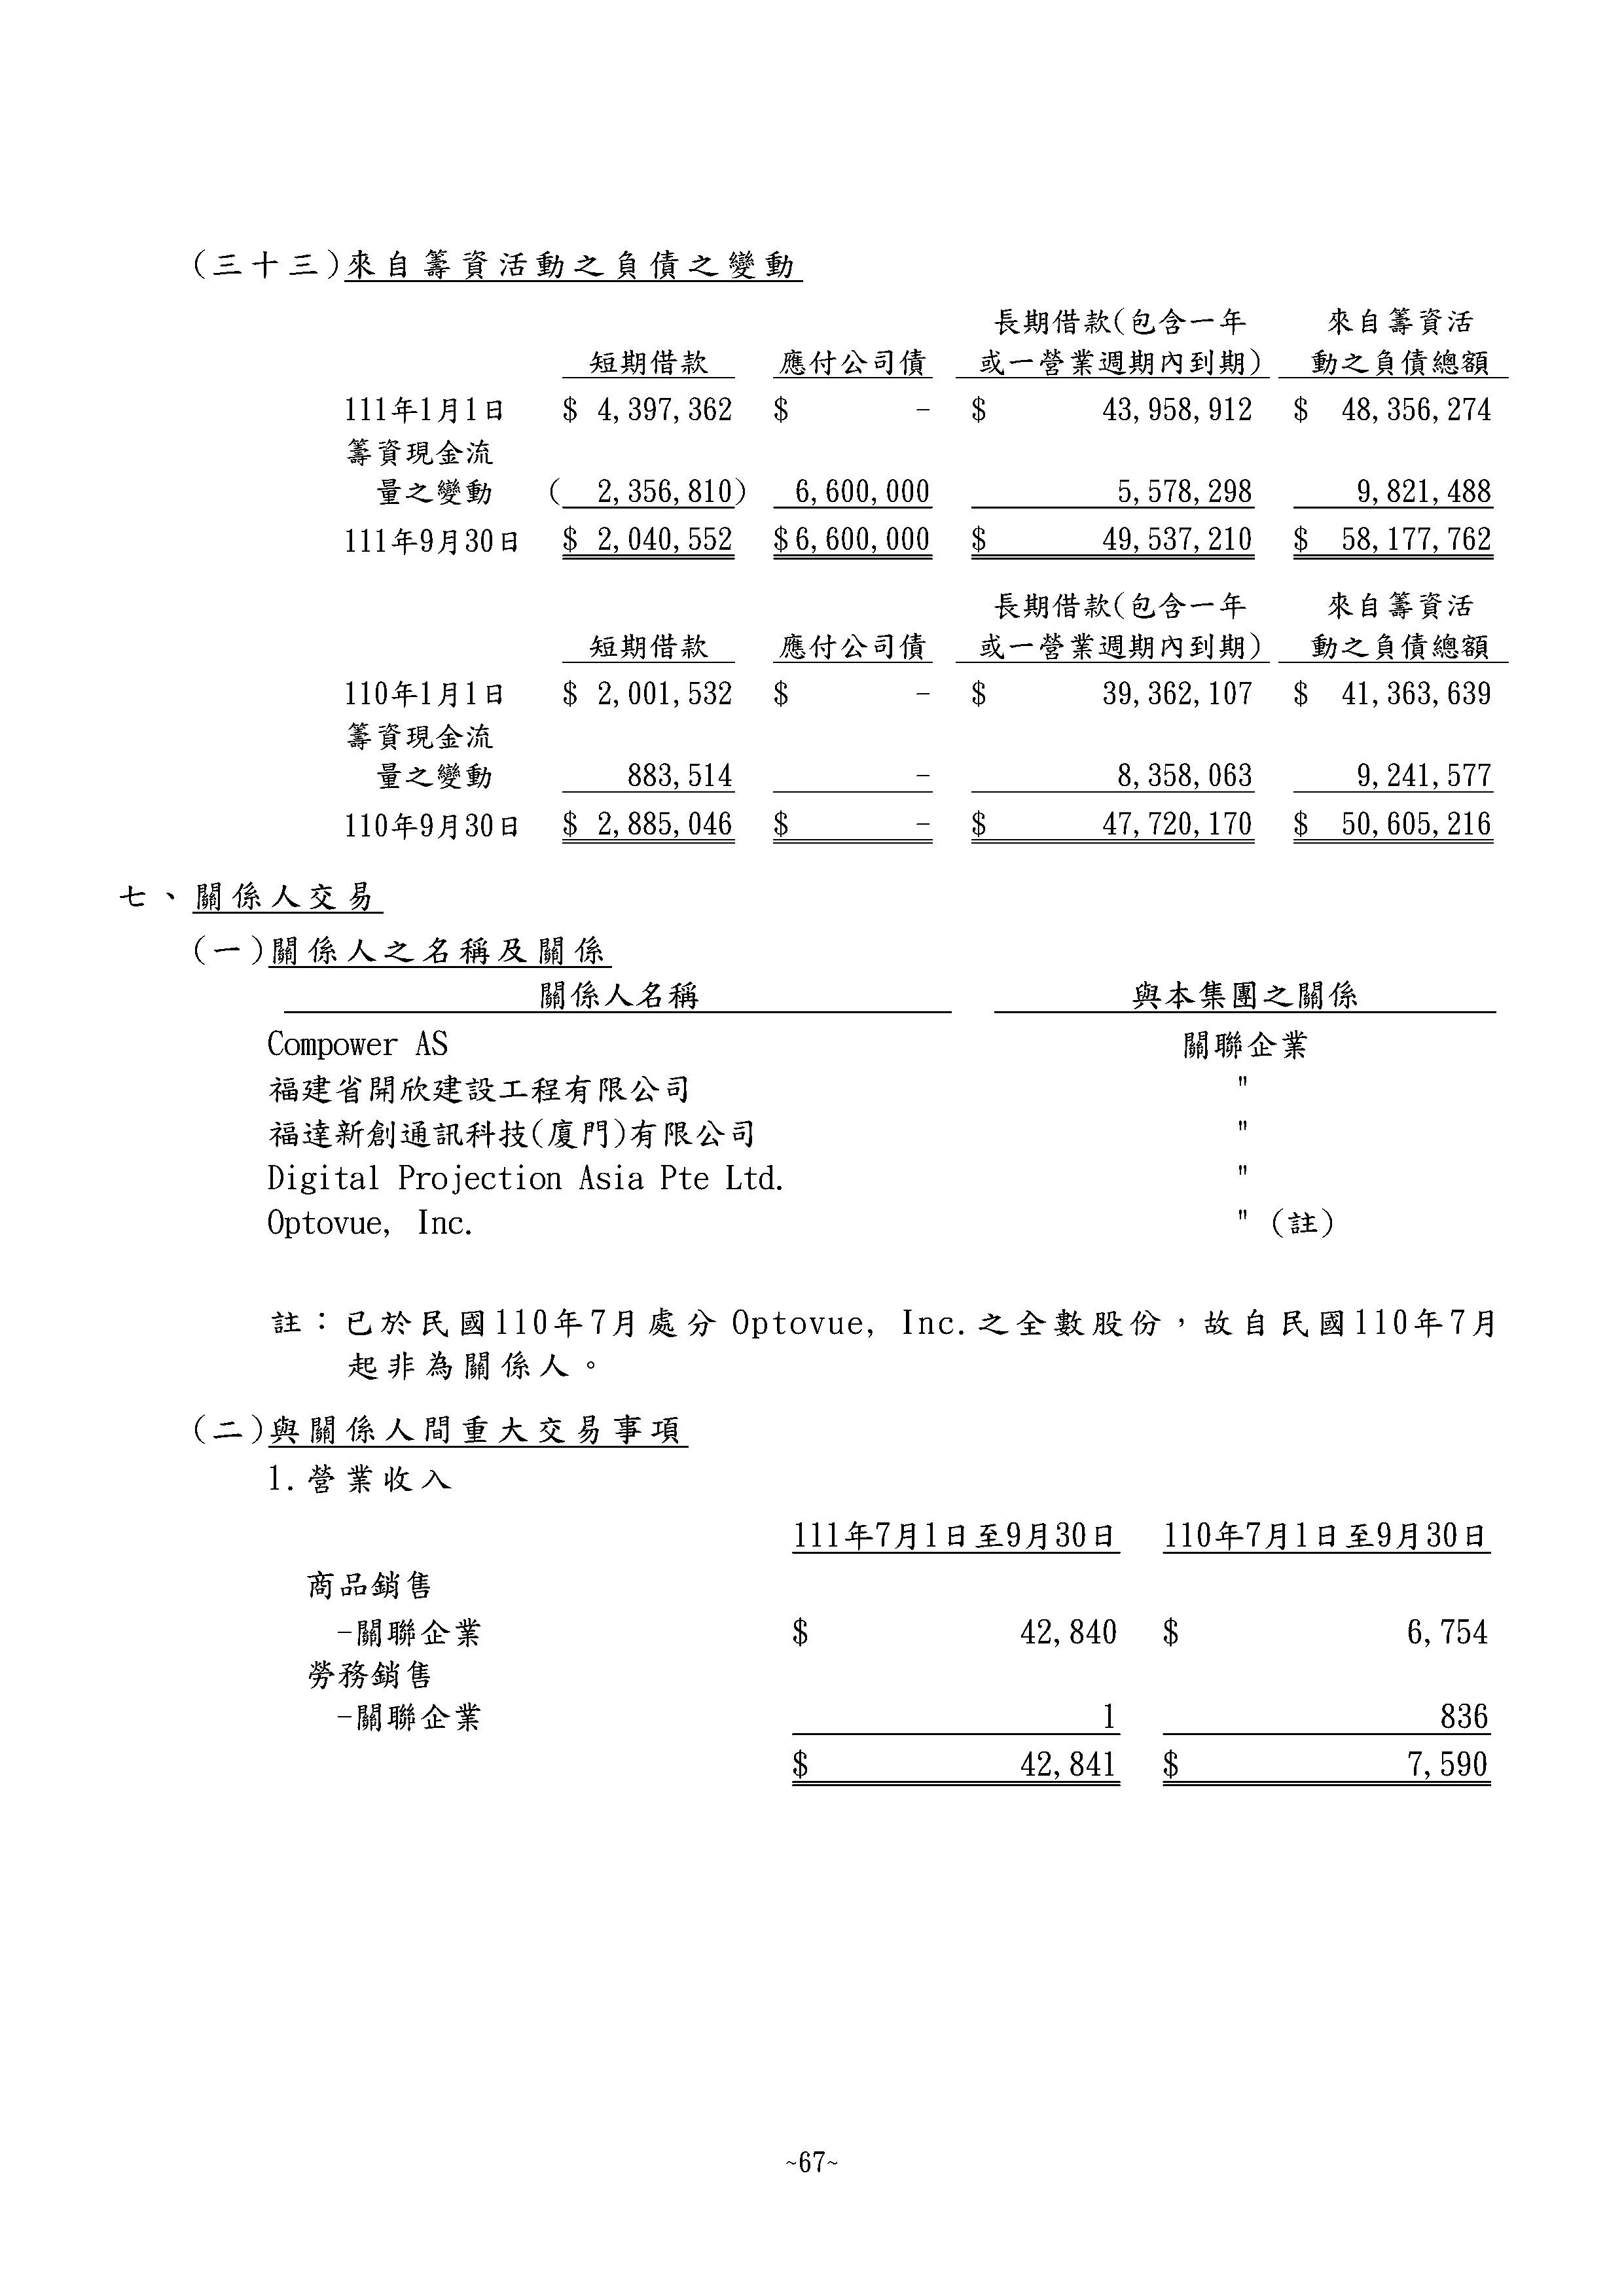 (三十三)來自籌資活動之負債之變動
長期借款(包含一年 來自籌資活
短期借款 應付公司債 或一營業週期內到期) 動之負債總額
111年1月1日 $ 4,397,362 $ - $ 43,958,912 $ 48,356,274
籌資現金流
量之變動 ( 2,356,810) 6,600,000 5,578,298 9,821,488
111年9月30日 $ 2,040,552 $6,600,000 $ 49,537,210 $ 58,177,762
長期借款(包含一年 來自籌資活
短期借款 應付公司債 或一營業週期內到期) 動之負債總額
110年1月1日 $ 2,001,532 $ - $ 39,362,107 $ 41,363,639
籌資現金流
量之變動 883,514 - 8,358,063 9,241,577
110年9月30日 $ 2,885,046 $ - $ 47,720,170 $ 50,605,216
七、關係人交易
(一)關係人之名稱及關係
關係人名稱 與本集團之關係
Compower AS 關聯企業
福建省開欣建設工程有限公司 "
福達新創通訊科技(廈門)有限公司 "
Digital Projection Asia Pte Ltd. "
Optovue, Inc. " (註)
註：已於民國110年7月處分 Optovue, Inc.之全數股份，故自民國110年7月
起非為關係人。
(二)與關係人間重大交易事項
1.營業收入
111年7月1日至9月30日 110年7月1日至9月30日
商品銷售
-關聯企業 $ 42,840 $ 6,754
勞務銷售
-關聯企業 1 836
$ 42,841 $ 7,590
~67~